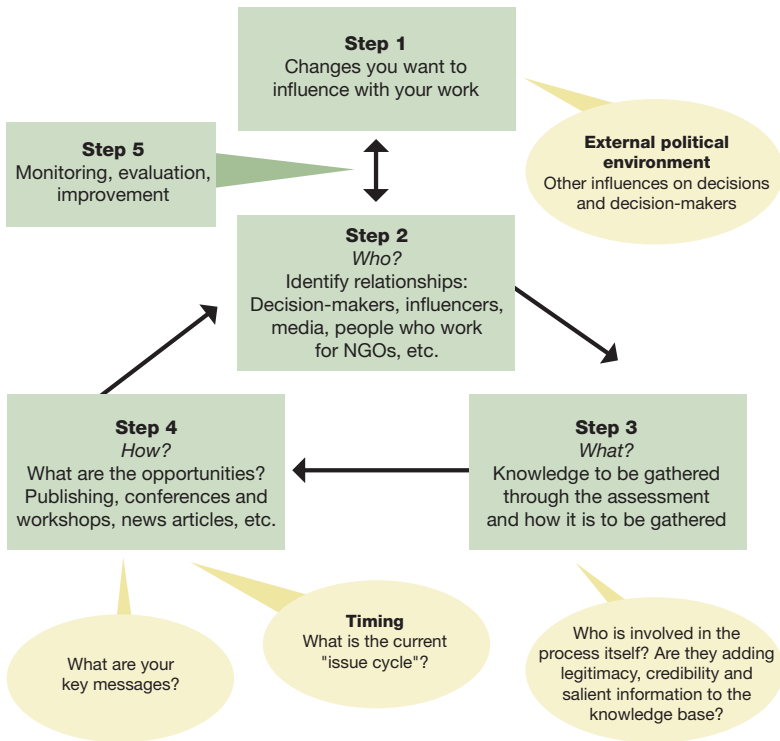 Step 1
Changes you want to
influence with your work
External political
environment
Other influences on decisions
and decision-makers
Step 5
Monitoring, evaluation,
improvement
Step 2
Who?
Identify relationships:
Decision-makers, influencers,
media, people who work
for NGOs, etc.
Step 3
What?
Knowledge to be gathered
through the assessment
and how it is to be gathered
Step 4
How?
What are the opportunities?
Publishing, conferences and
workshops, news articles, etc.
What are your
key messages?
Timing
What is the current
"issue cycle"?
Who is involved in the
process itself? Are they adding
legitimacy, credibility and
salient information to the
knowledge base?